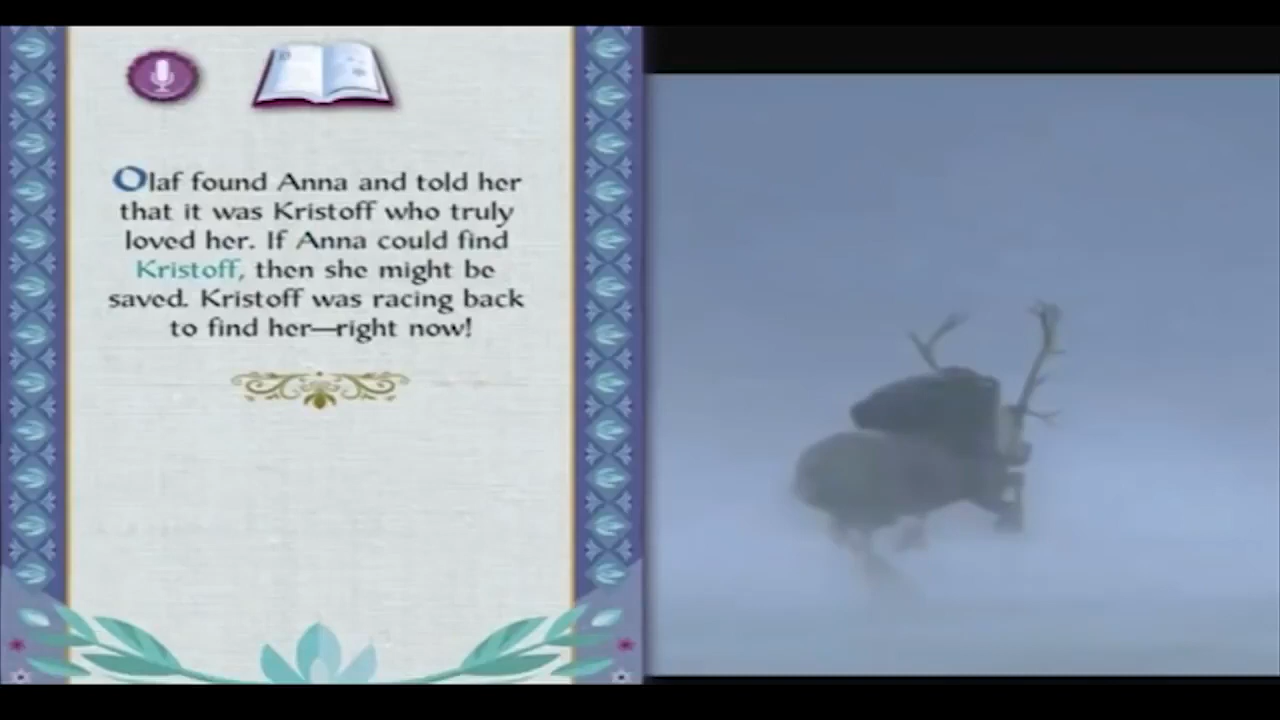 Olaf found Anna and told her
that it was Kristoff who truly
loved her. If Anna could find
Kristoff, then she might be
saved. Kristoff was racing back
to find her—right now!